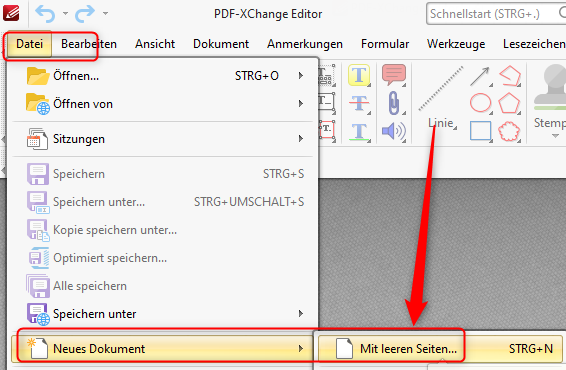 PDF-XChange Editor
Schnellstart (STRG+,)
Datei Bearbeiten Ansicht Dokument Anmerkungen Formular Werkzeuge Lesezeichen
Öffnen... STRG+O
Öffnen von
Sitzungen
Speichern STRG+S
Speichern unter... STRG+UMSCHALT+S
Kopie speichern unter...
Optimiert speichern...
Alle speichern
Speichern unter
Neues Dokument
Mit leeren Seiten... STRG+N
Linie
Stemp